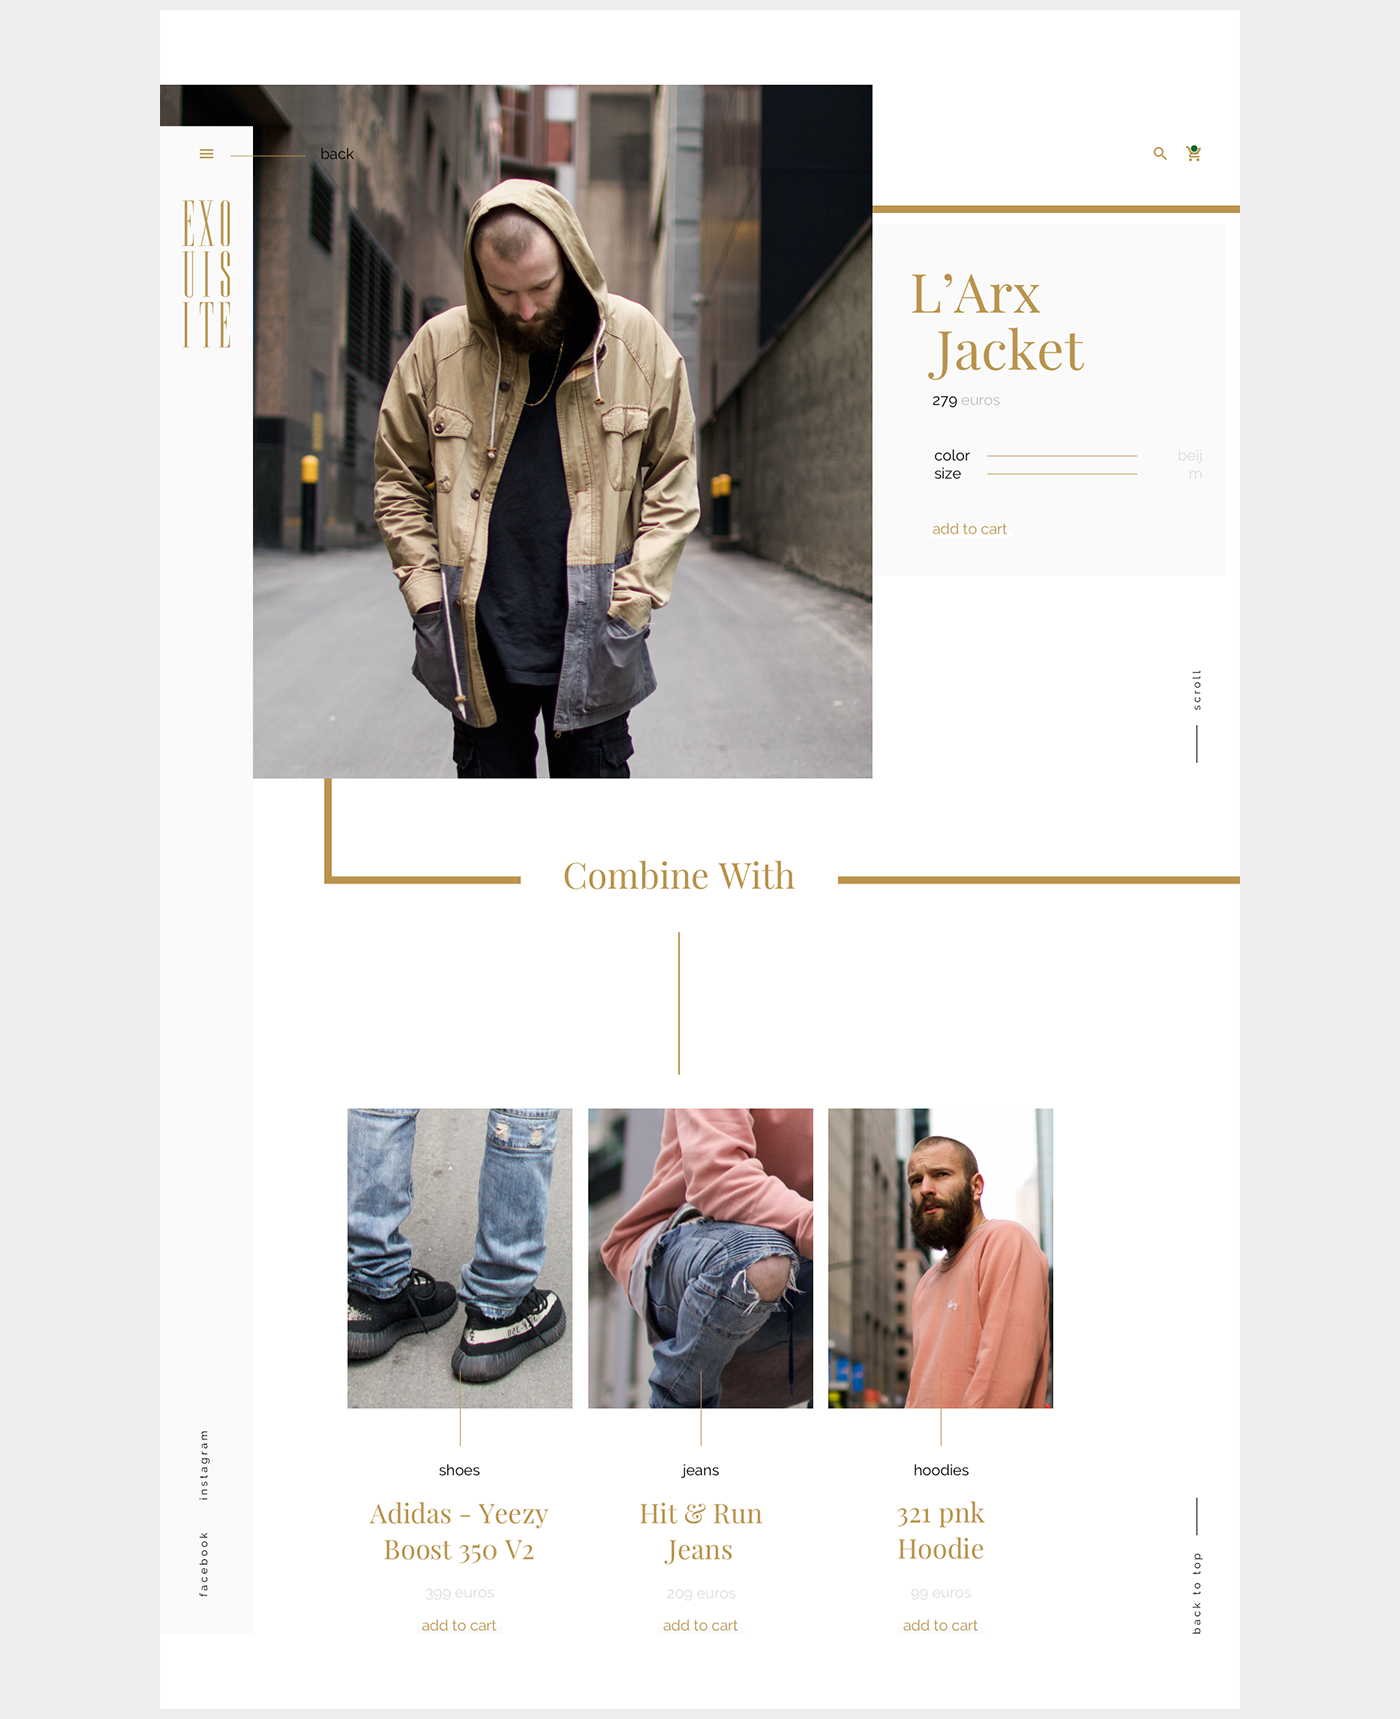 back
EXO
UIS
ITE
L’Arx
Jacket
279 euros
color
beij
size
m
add to cart
scroll
Combine With
shoes
Adidas - Yeezy
Boost 350 V2
399 euros
add to cart
jeans
Hit & Run
Jeans
209 euros
add to cart
hoodies
321 pnk
Hoodie
99 euros
add to cart
instagram
facebook
back to top